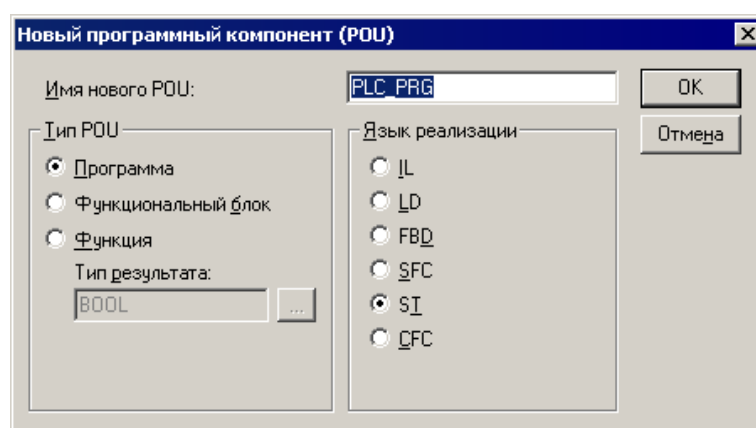 Новый программный компонент (POU)
Имя нового POU:
PLC_PRG
OK
Отмена
Тип POU
Программа
Функциональный блок
Функция
Тип результата:
BOOL
...
Язык реализации
IL
LD
FBD
SFC
ST
CFC